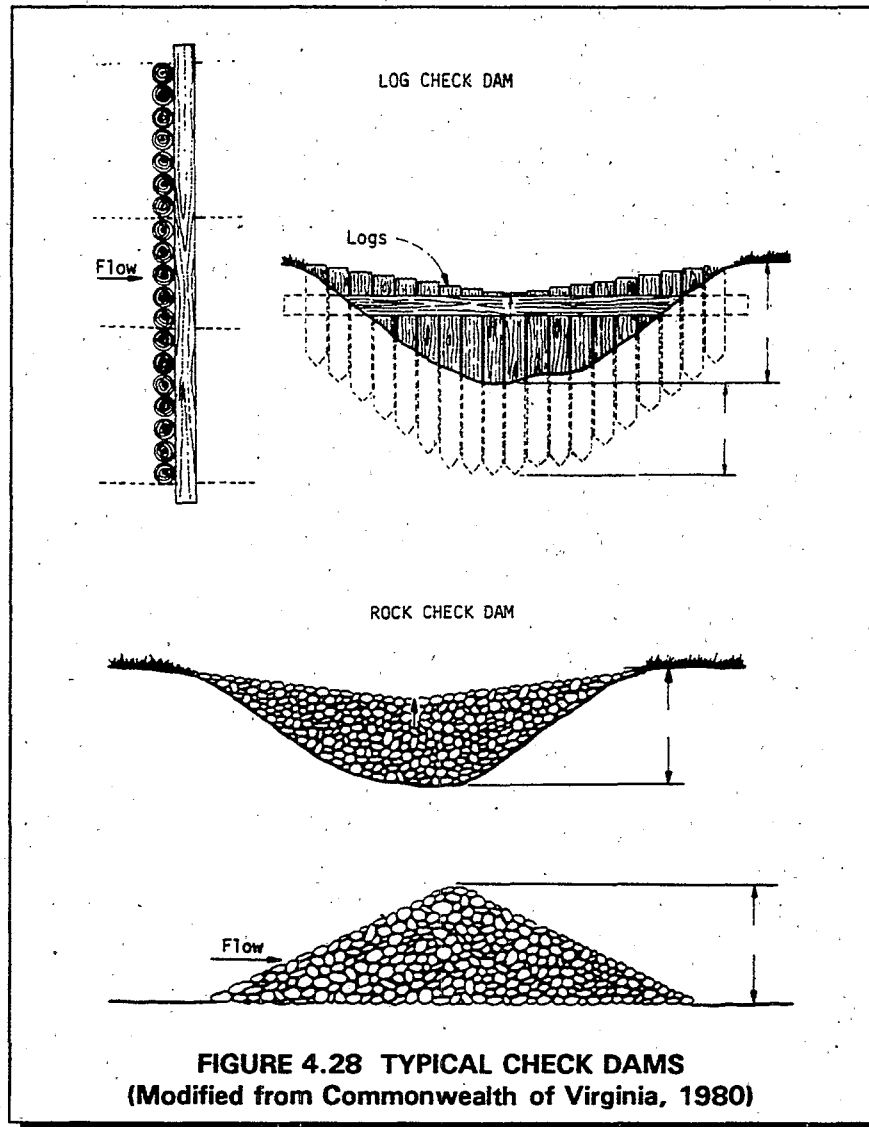 LOG CHECK DAM
Logs
Flow
ROCK CHECK DAM
Flow
FIGURE 4.28 TYPICAL CHECK DAMS
(Modified from Commonwealth of Virginia, 1980)